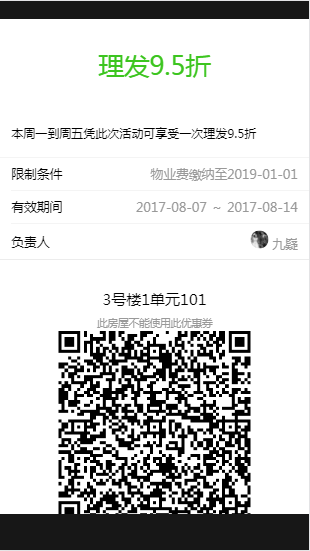 理发9.5折
本周一到周五凭此次活动可享受一次理发9.5折
限制条件 物业费缴纳至2019-01-01
有效期间 2017-08-07 ~ 2017-08-14
负责人 九嶷
3号楼1单元101
此房屋不能使用此优惠券